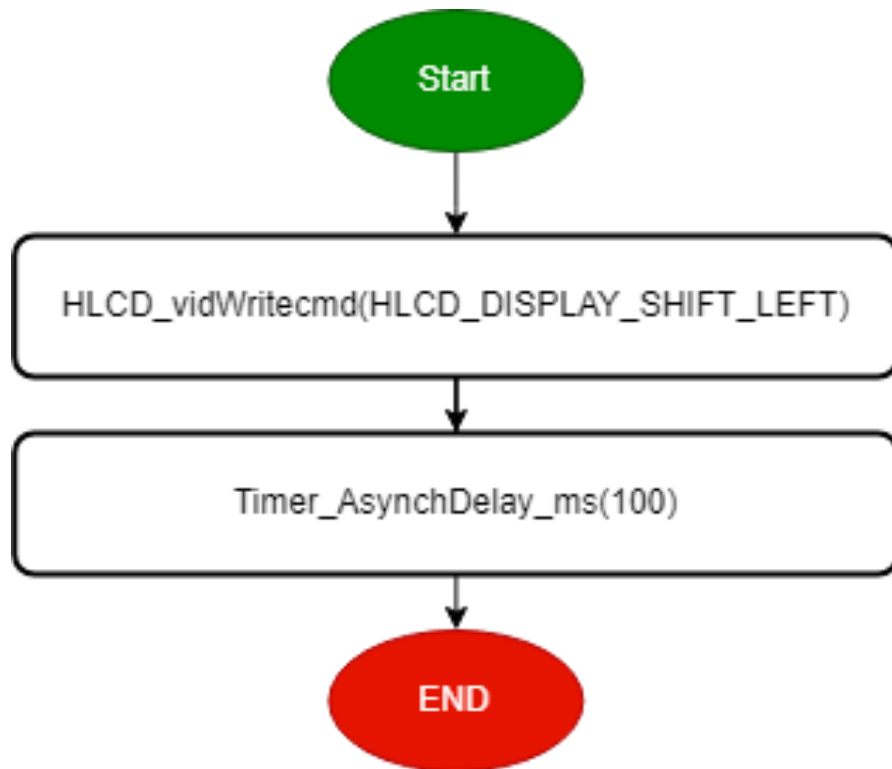 Start
HLCD_vidWritecmd(HLCD_DISPLAY_SHIFT_LEFT)
Timer_AsynchDelay_ms(100)
END